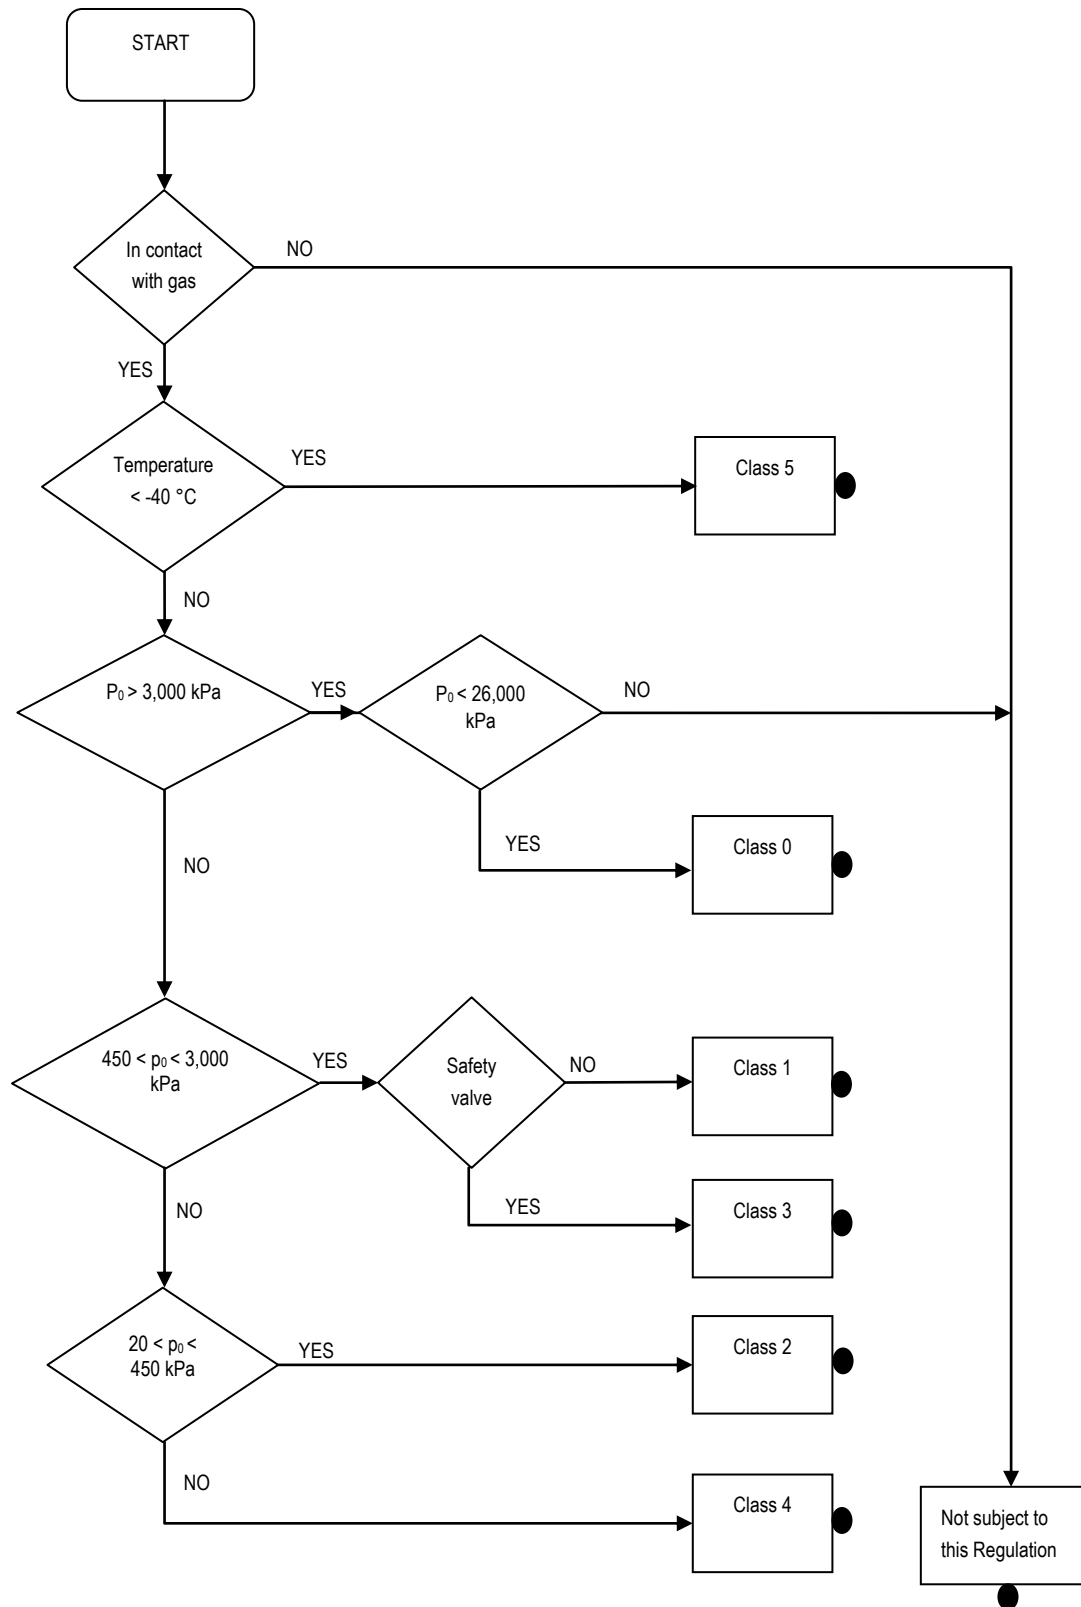 START
In contact
with gas
NO
YES
Temperature
< -40 °C
YES
Class 5
NO
P₀ > 3,000 kPa
YES
P₀ < 26,000
kPa
NO
YES
Class 0
NO
450 < p₀ < 3,000
kPa
YES
Safety
valve
NO
Class 1
YES
Class 3
NO
20 < p₀ <
450 kPa
YES
Class 2
NO
Class 4
Not subject to
this Regulation